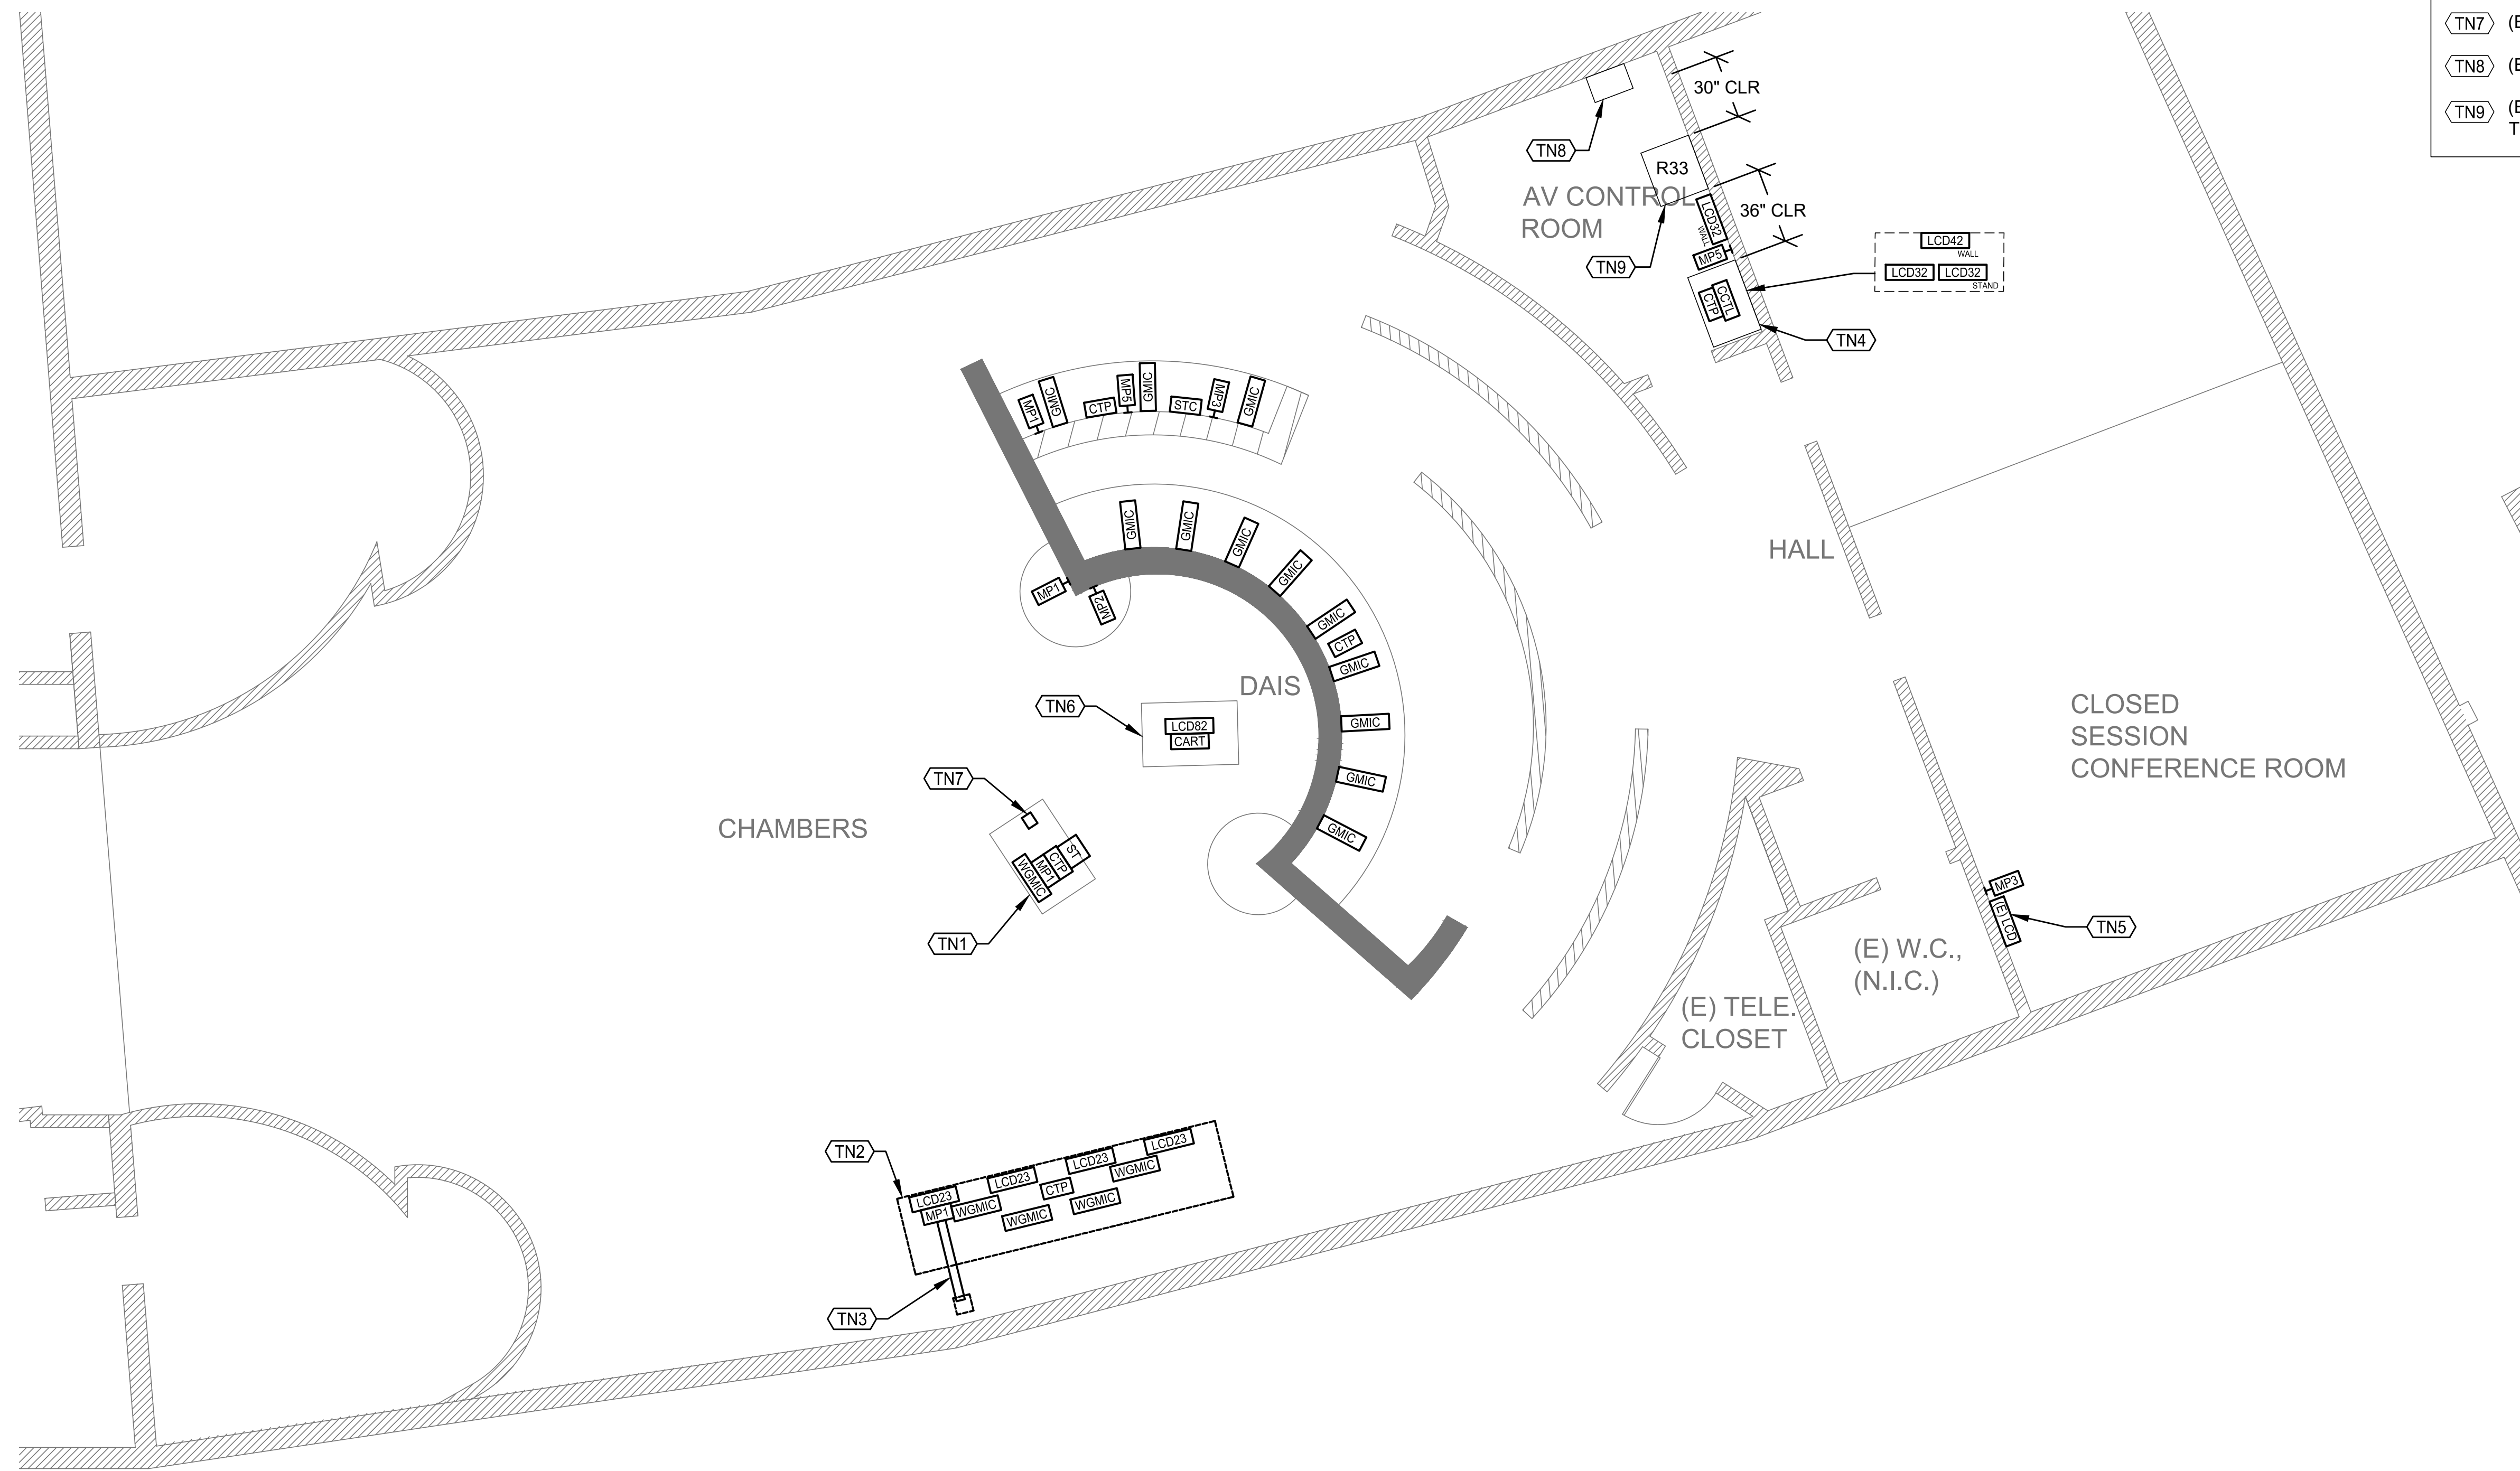 TN7 (E
TN8 (E
TN9 (E
T
30" CLR
TN8
R33
AV CONTROL
ROOM
LCD32
WALL
36" CLR
MP5
TN9
LCD42
WALL
LCD32 LCD32
STAND
CCTL
CTP
TN4
MP1
GMIC
CTP
MP5
GMIC
STC
MP3
GMIC
GMIC
GMIC
GMIC
GMIC
GMIC
CTP
GMIC
GMIC
GMIC
GMIC
MP1
MP2
HALL
DAIS
TN6
LCD82
CART
TN7
CHAMBERS
ST
CTP
MP1
WGMIC
TN1
CLOSED
SESSION
CONFERENCE ROOM
MP3
(E) LCD
TN5
(E) W.C.,
(N.I.C.)
(E) TELE.
CLOSET
TN2
LCD23
LCD23
LCD23
LCD23
MP1
WGMIC
WGMIC
CTP
WGMIC
WGMIC
TN3